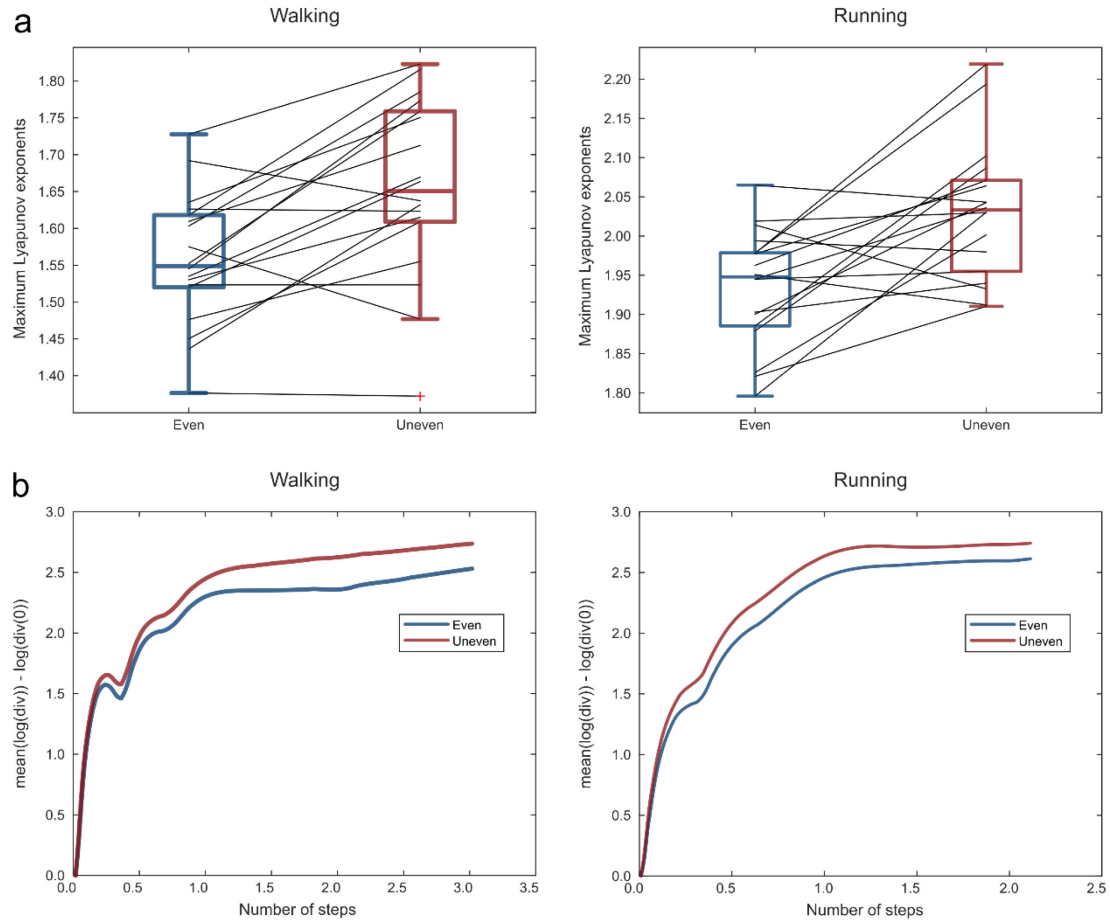 a
Walking
Running
Maximum Lyapunov exponents
1.80
1.75
1.70
1.65
1.60
1.55
1.50
1.45
1.40
Even
Uneven
Maximum Lyapunov exponents
2.20
2.15
2.10
2.05
2.00
1.95
1.90
1.85
1.80
Even
Uneven
b
Walking
Running
mean(log(div)) - log(div(0))
3.0
2.5
2.0
1.5
1.0
0.5
0.0
0.0 0.5 1.0 1.5 2.0 2.5 3.0 3.5
Number of steps
Even
Uneven
mean(log(div)) - log(div(0))
3.0
2.5
2.0
1.5
1.0
0.5
0.0
0.0 0.5 1.0 1.5 2.0 2.5
Number of steps
Even
Uneven